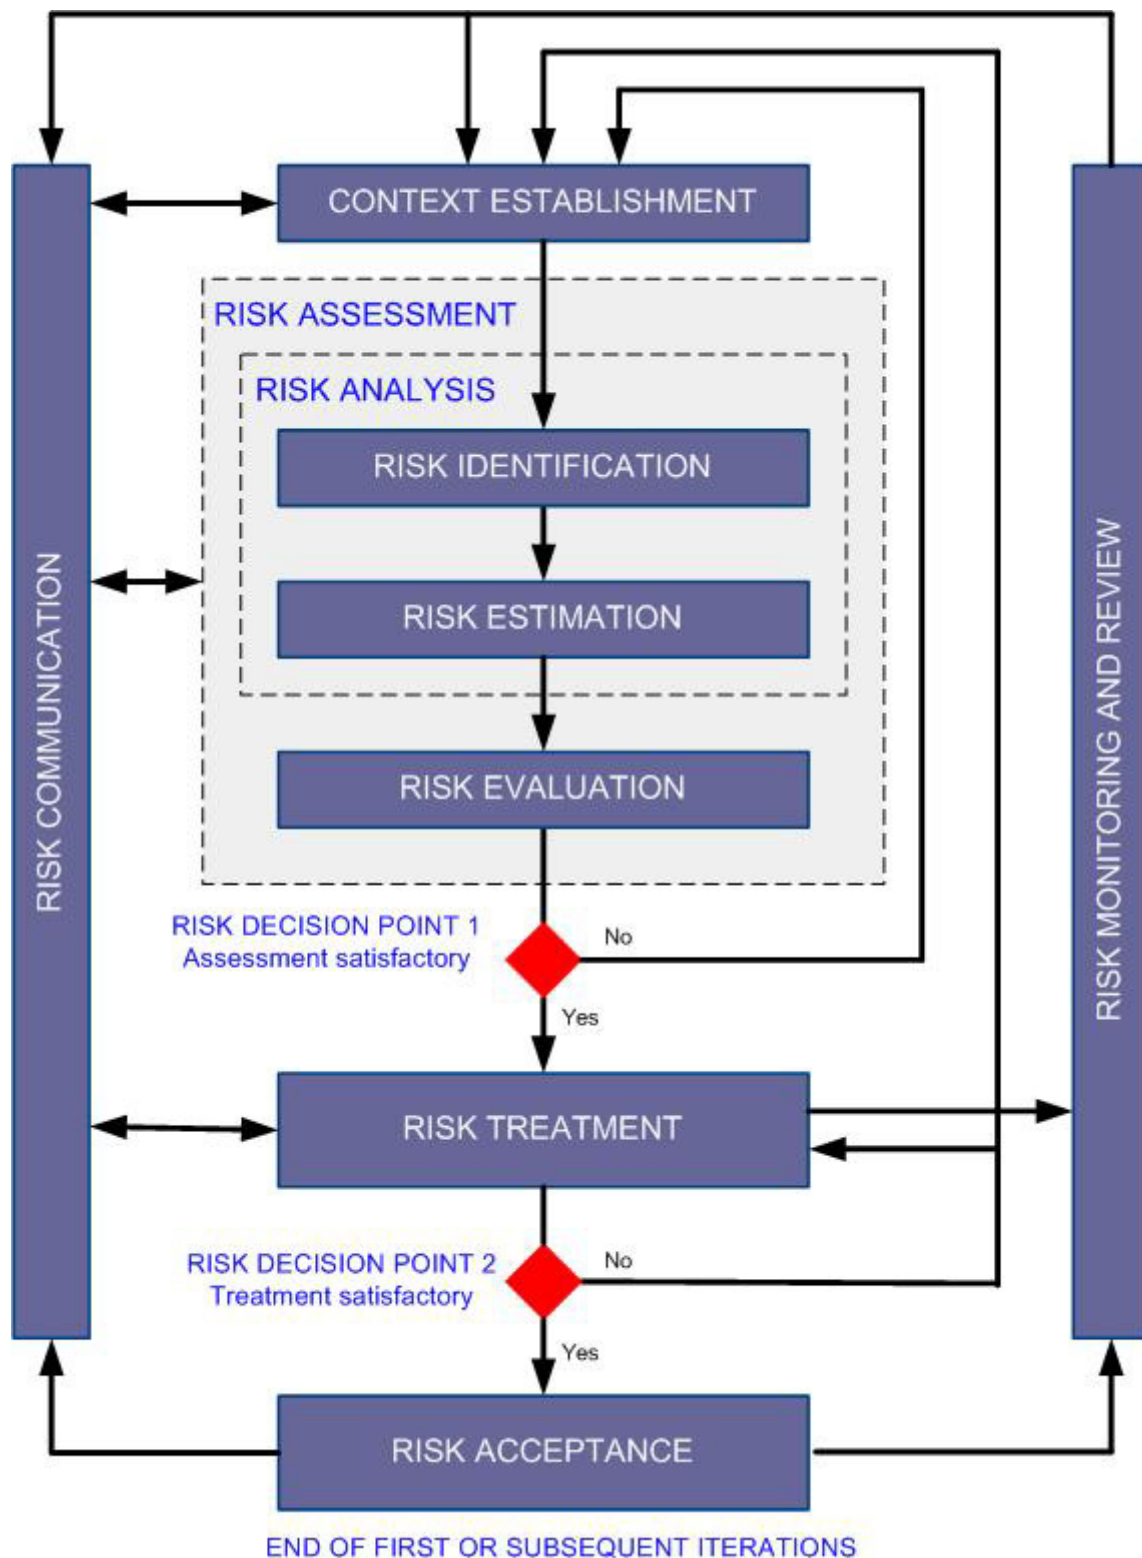 CONTEXT ESTABLISHMENT
RISK ASSESSMENT
RISK ANALYSIS
RISK IDENTIFICATION
RISK ESTIMATION
RISK EVALUATION
RISK COMMUNICATION
RISK MONITORING AND REVIEW
RISK DECISION POINT 1
Assessment satisfactory
No
Yes
RISK TREATMENT
RISK DECISION POINT 2
Treatment satisfactory
No
Yes
RISK ACCEPTANCE
END OF FIRST OR SUBSEQUENT ITERATIONS